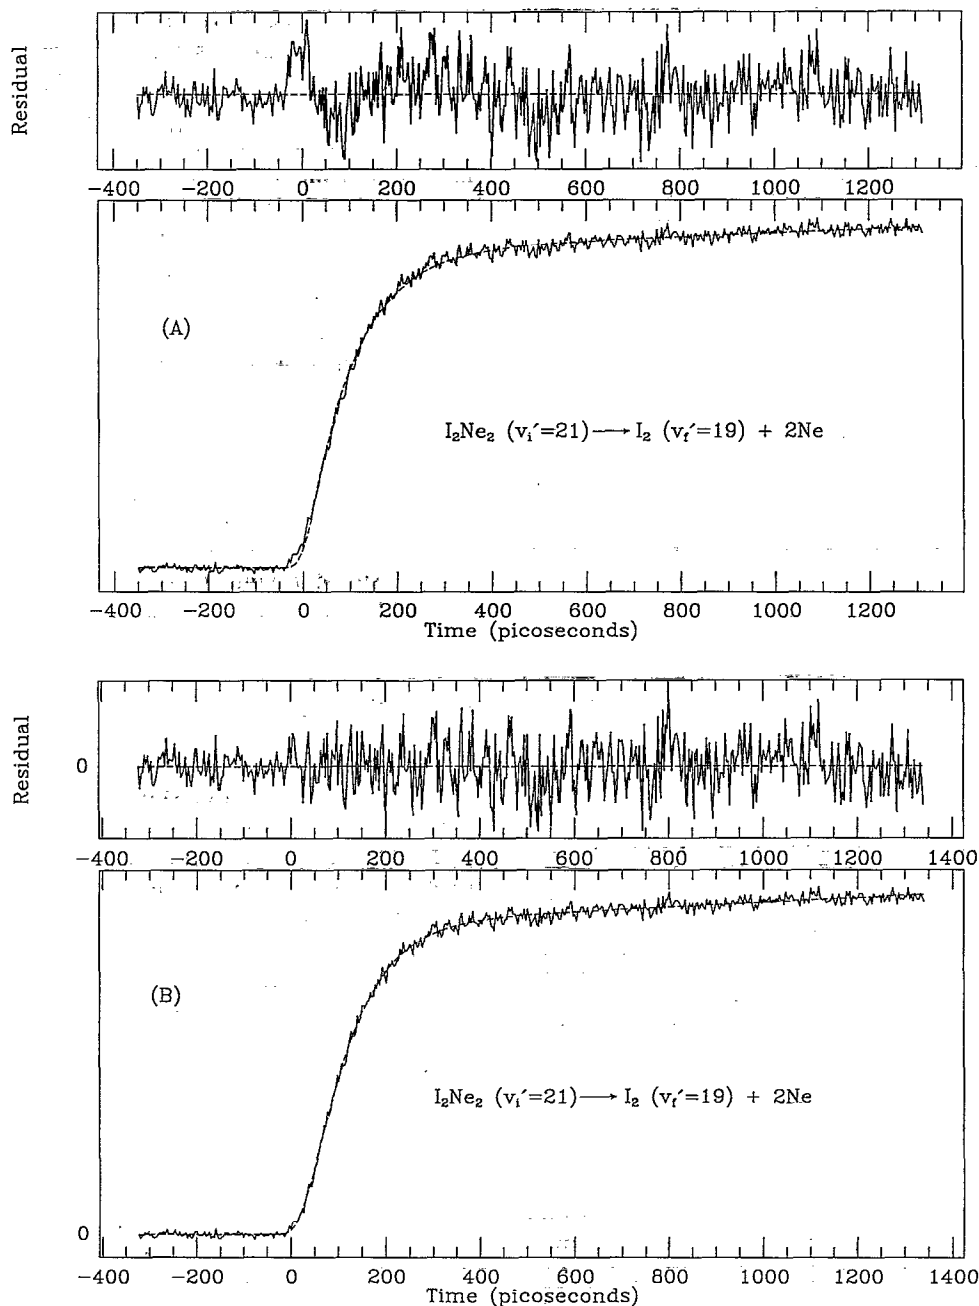 Residual
−400 −200 0 200 400 600 800 1000 1200
(A)
I₂Ne₂ (vᵢ′=21) ⟶ I₂ (v_f′=19) + 2Ne
−400 −200 0 200 400 600 800 1000 1200
Time (picoseconds)
Residual
0
−400 −200 0 200 400 600 800 1000 1200 1400
(B)
I₂Ne₂ (vᵢ′=21) ⟶ I₂ (v_f′=19) + 2Ne
0
−400 −200 0 200 400 600 800 1000 1200 1400
Time (picoseconds)